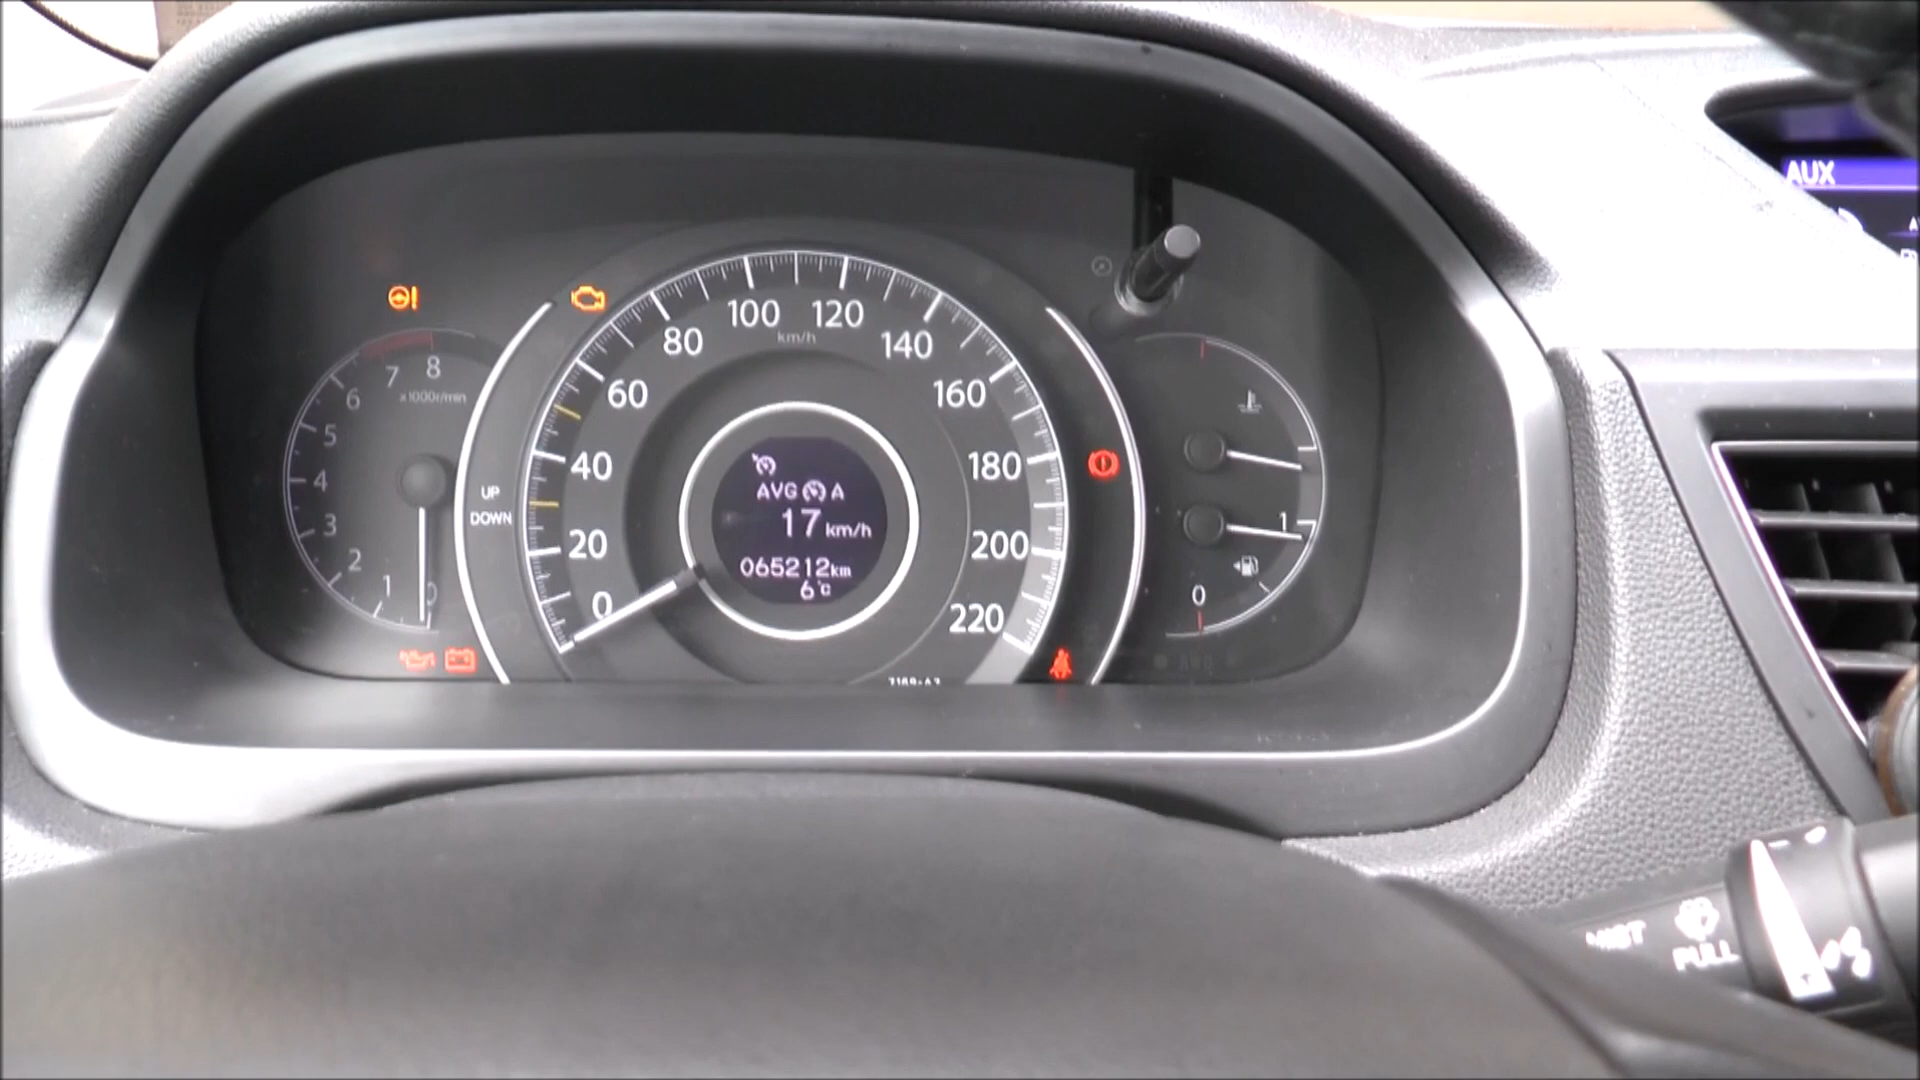 AUX
100 120
80 km/h 140
7 8
6 x1000r/min
60 160
5
40 180
4
UP
DOWN
AVG A
17 km/h
3
1
20 200
2
065212km
6°c
1 0
0
0
220
MIST
PULL